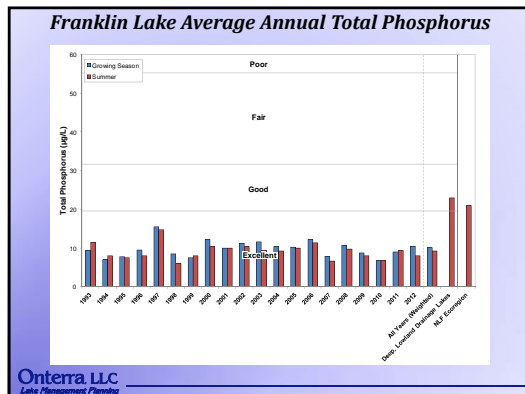 Franklin Lake Average Annual Total Phosphorus
60
50
40
30
20
10
0
Total Phosphorus (µg/L)
Growing Season
Summer
Poor
Fair
Good
Excellent
1993
1994
1995
1996
1997
1998
1999
2000
2001
2002
2003
2004
2005
2006
2007
2008
2009
2010
2011
2012
All Years (Weighted)
Deep, Lowland Drainage Lakes
NLF Ecoregion
Onterra, LLC
Lake Management Planning